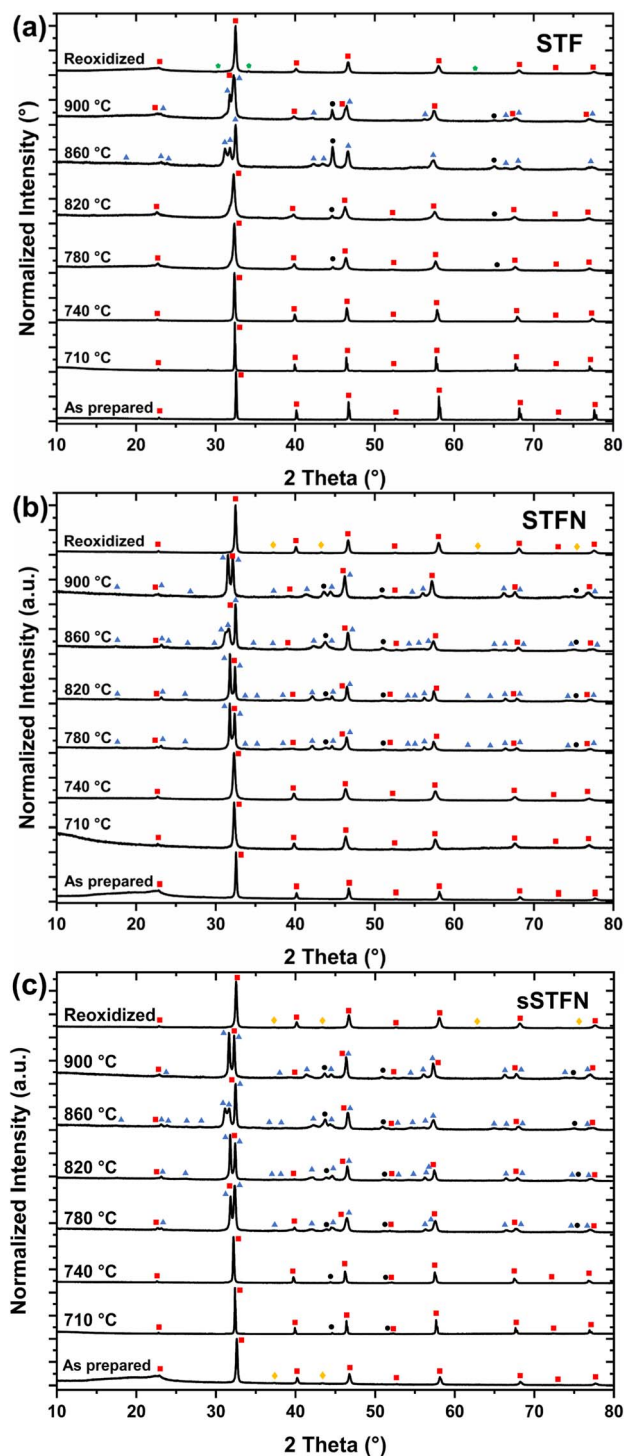 (a)
STF
Reoxidized
900 °C
860 °C
820 °C
780 °C
740 °C
710 °C
As prepared
Normalized Intensity (°)
10 20 30 40 50 60 70 80
2 Theta (°)
(b)
STFN
Reoxidized
900 °C
860 °C
820 °C
780 °C
740 °C
710 °C
As prepared
Normalized Intensity (a.u.)
10 20 30 40 50 60 70 80
2 Theta (°)
(c)
sSTFN
Reoxidized
900 °C
860 °C
820 °C
780 °C
740 °C
710 °C
As prepared
Normalized Intensity (a.u.)
10 20 30 40 50 60 70 80
2 Theta (°)